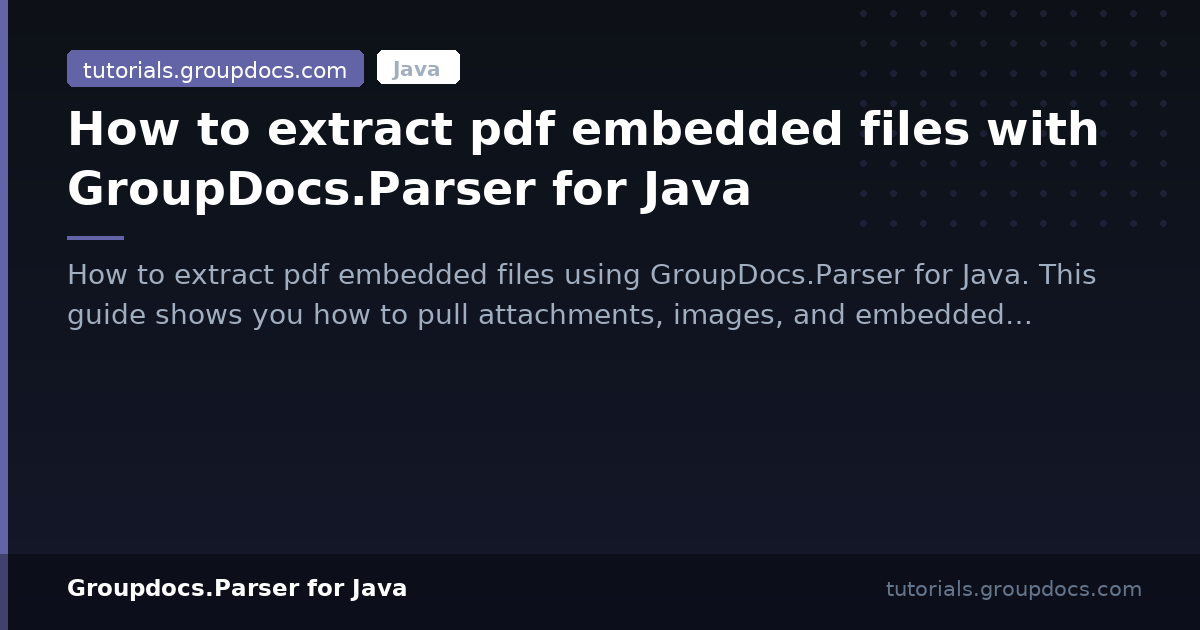 tutorials.groupdocs.com
Java
How to extract pdf embedded files with
GroupDocs.Parser for Java
How to extract pdf embedded files using GroupDocs.Parser for Java. This
guide shows you how to pull attachments, images, and embedded...
Groupdocs.Parser for Java
tutorials.groupdocs.com